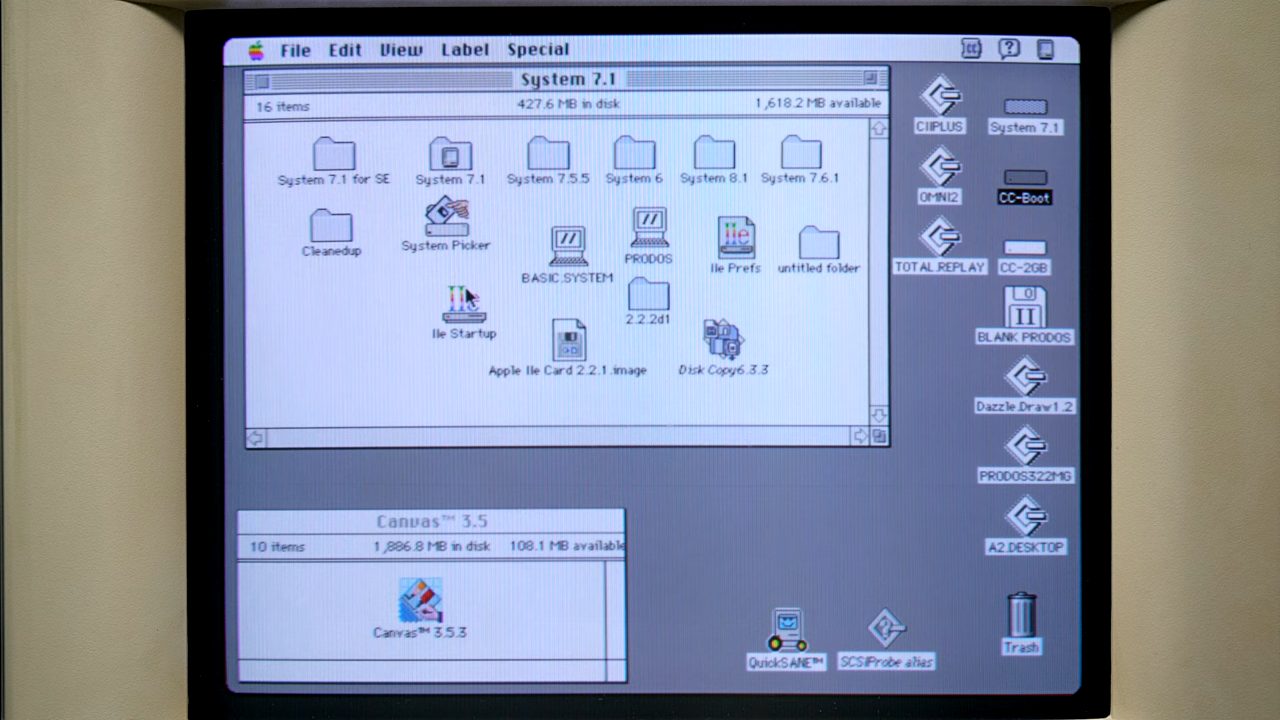 File Edit View Label Special
System 7.1
16 items 427.6 MB in disk 1,618.2 MB available
System 7.1 for SE System 7.1 System 7.5.5 System 6 System 8.1 System 7.6.1
Cleanedup System Picker BASIC.SYSTEM PRODOS IIe Prefs untitled folder
IIe Startup 2.2.2d1
Apple IIe Card 2.2.1.image Disk Copy6.3.3
CIIPLUS System 7.1
OMNI2 CC-Boot
TOTAL.REPLAY CC-2GB
BLANK PRODOS
Dazzle.Draw1.2
PRODOS322MG
A2.DESKTOP
Trash
Canvas™ 3.5
10 items 1,886.8 MB in disk 108.1 MB available
Canvas™ 3.5.3
QuickSANE™ SCSIProbe alias